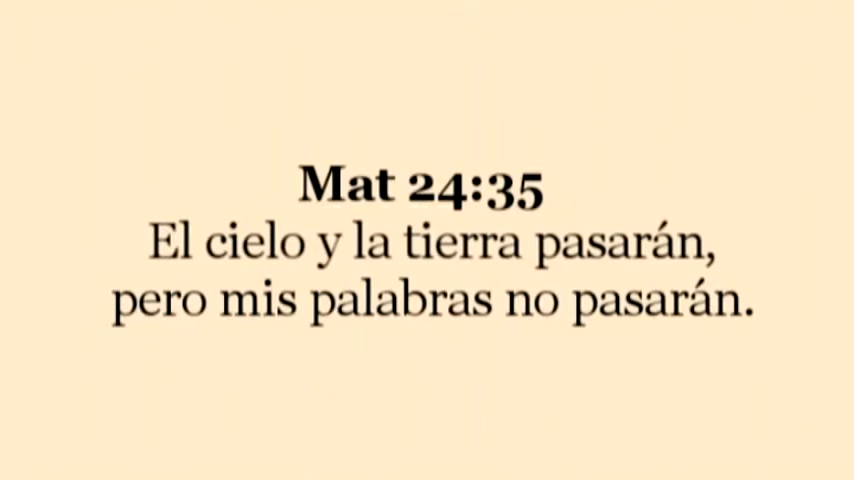 Mat 24:35
El cielo y la tierra pasarán,
pero mis palabras no pasarán.